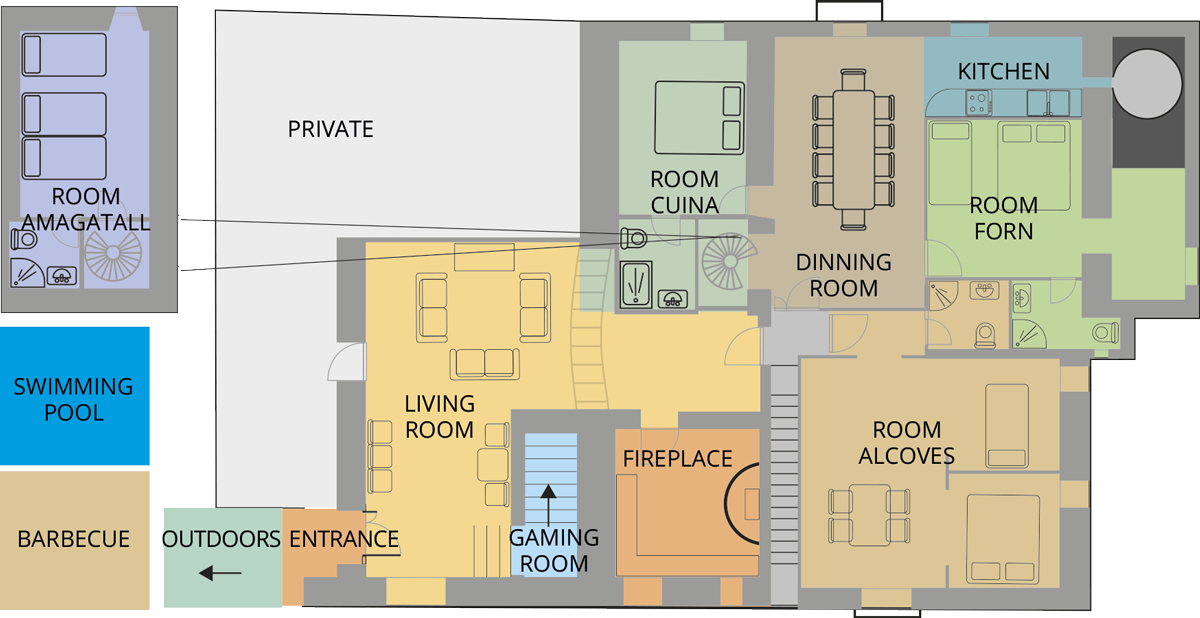 ROOM
AMAGATALL
SWIMMING
POOL
BARBECUE
OUTDOORS
ENTRANCE
PRIVATE
LIVING
ROOM
GAMING
ROOM
FIREPLACE
ROOM
CUINA
DINNING
ROOM
KITCHEN
ROOM
FORN
ROOM
ALCOVES